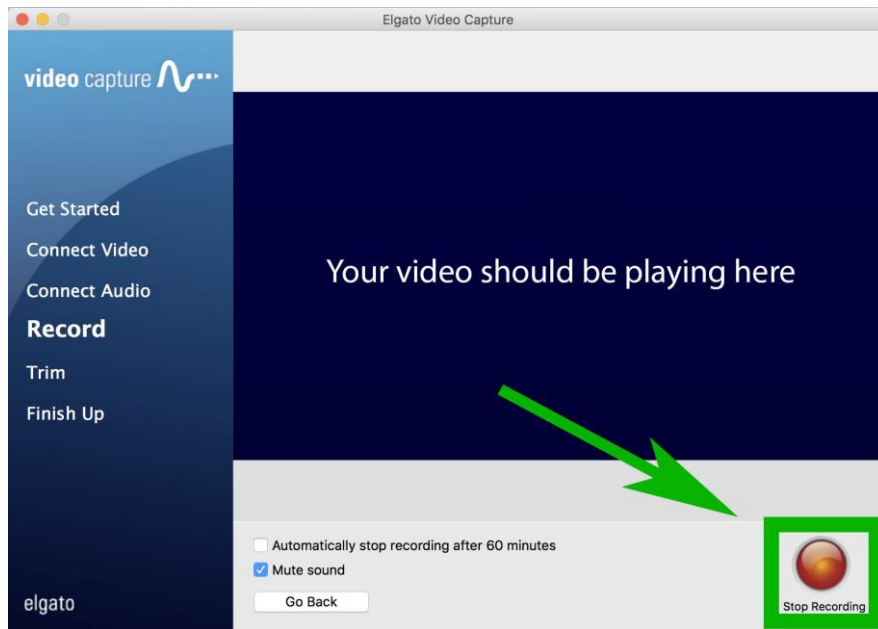 Elgato Video Capture
video capture
Get Started
Connect Video
Connect Audio
Record
Trim
Finish Up
elgato
Your video should be playing here
Automatically stop recording after 60 minutes
Mute sound
Go Back
Stop Recording